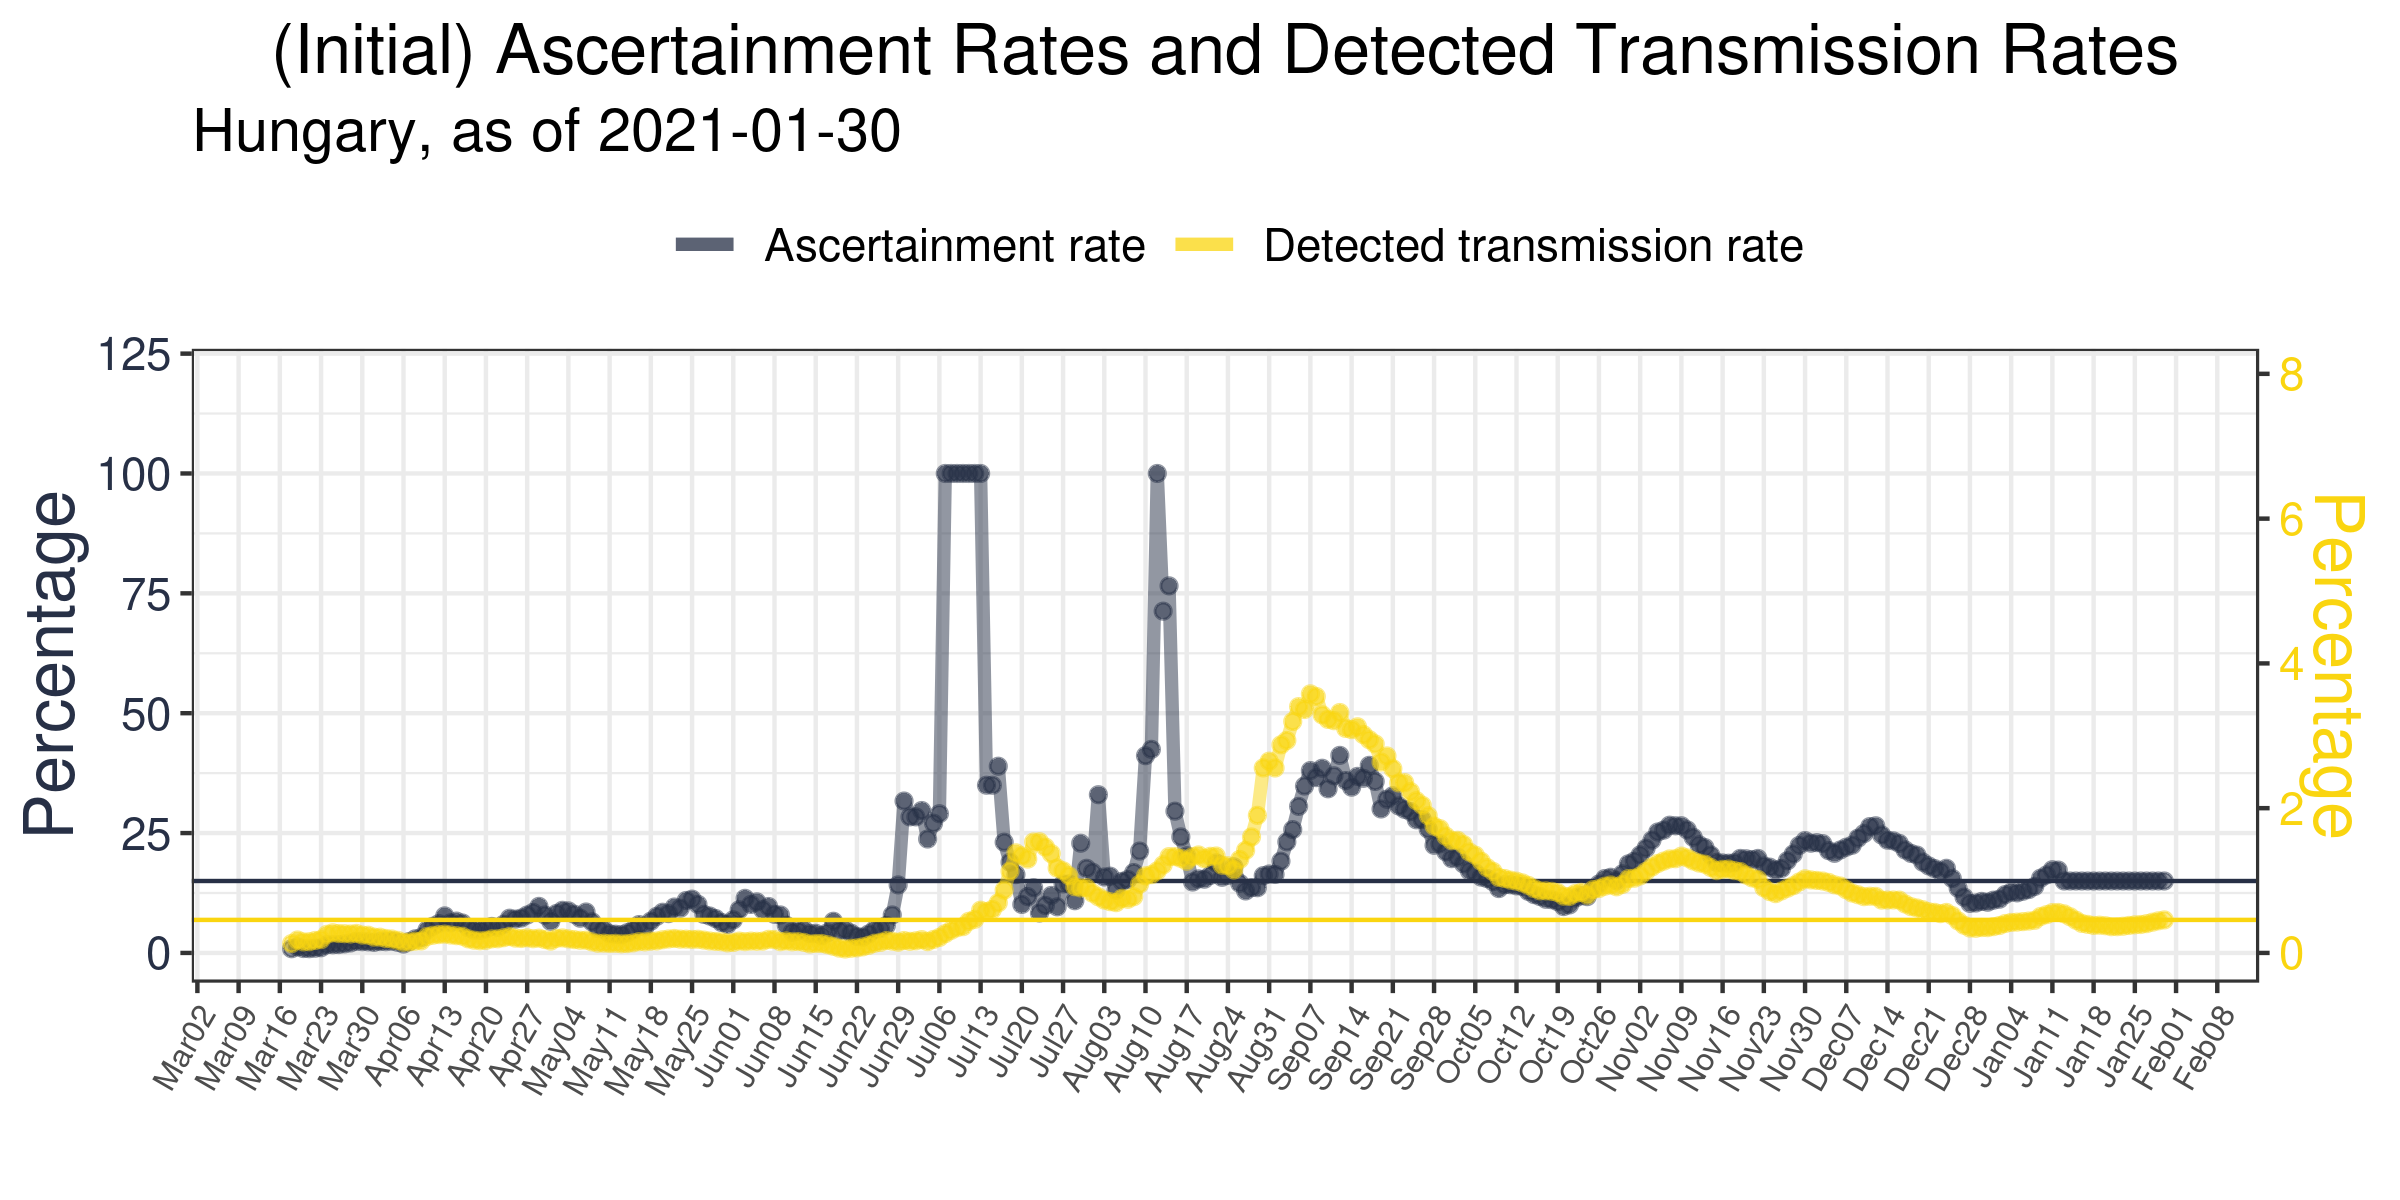 (Initial) Ascertainment Rates and Detected Transmission Rates
Hungary, as of 2021-01-30
Ascertainment rate Detected transmission rate
Percentage
125
100
75
50
25
0
8
6
4
2
0
Percentage
Mar02 Mar09 Mar16 Mar23 Mar30 Apr06 Apr13 Apr20 Apr27 May04 May11 May18 May25 Jun01 Jun08 Jun15 Jun22 Jun29 Jul06 Jul13 Jul20 Jul27 Aug03 Aug10 Aug17 Aug24 Aug31 Sep07 Sep14 Sep21 Sep28 Oct05 Oct12 Oct19 Oct26 Nov02 Nov09 Nov16 Nov23 Nov30 Dec07 Dec14 Dec21 Dec28 Jan04 Jan11 Jan18 Jan25 Feb01 Feb08